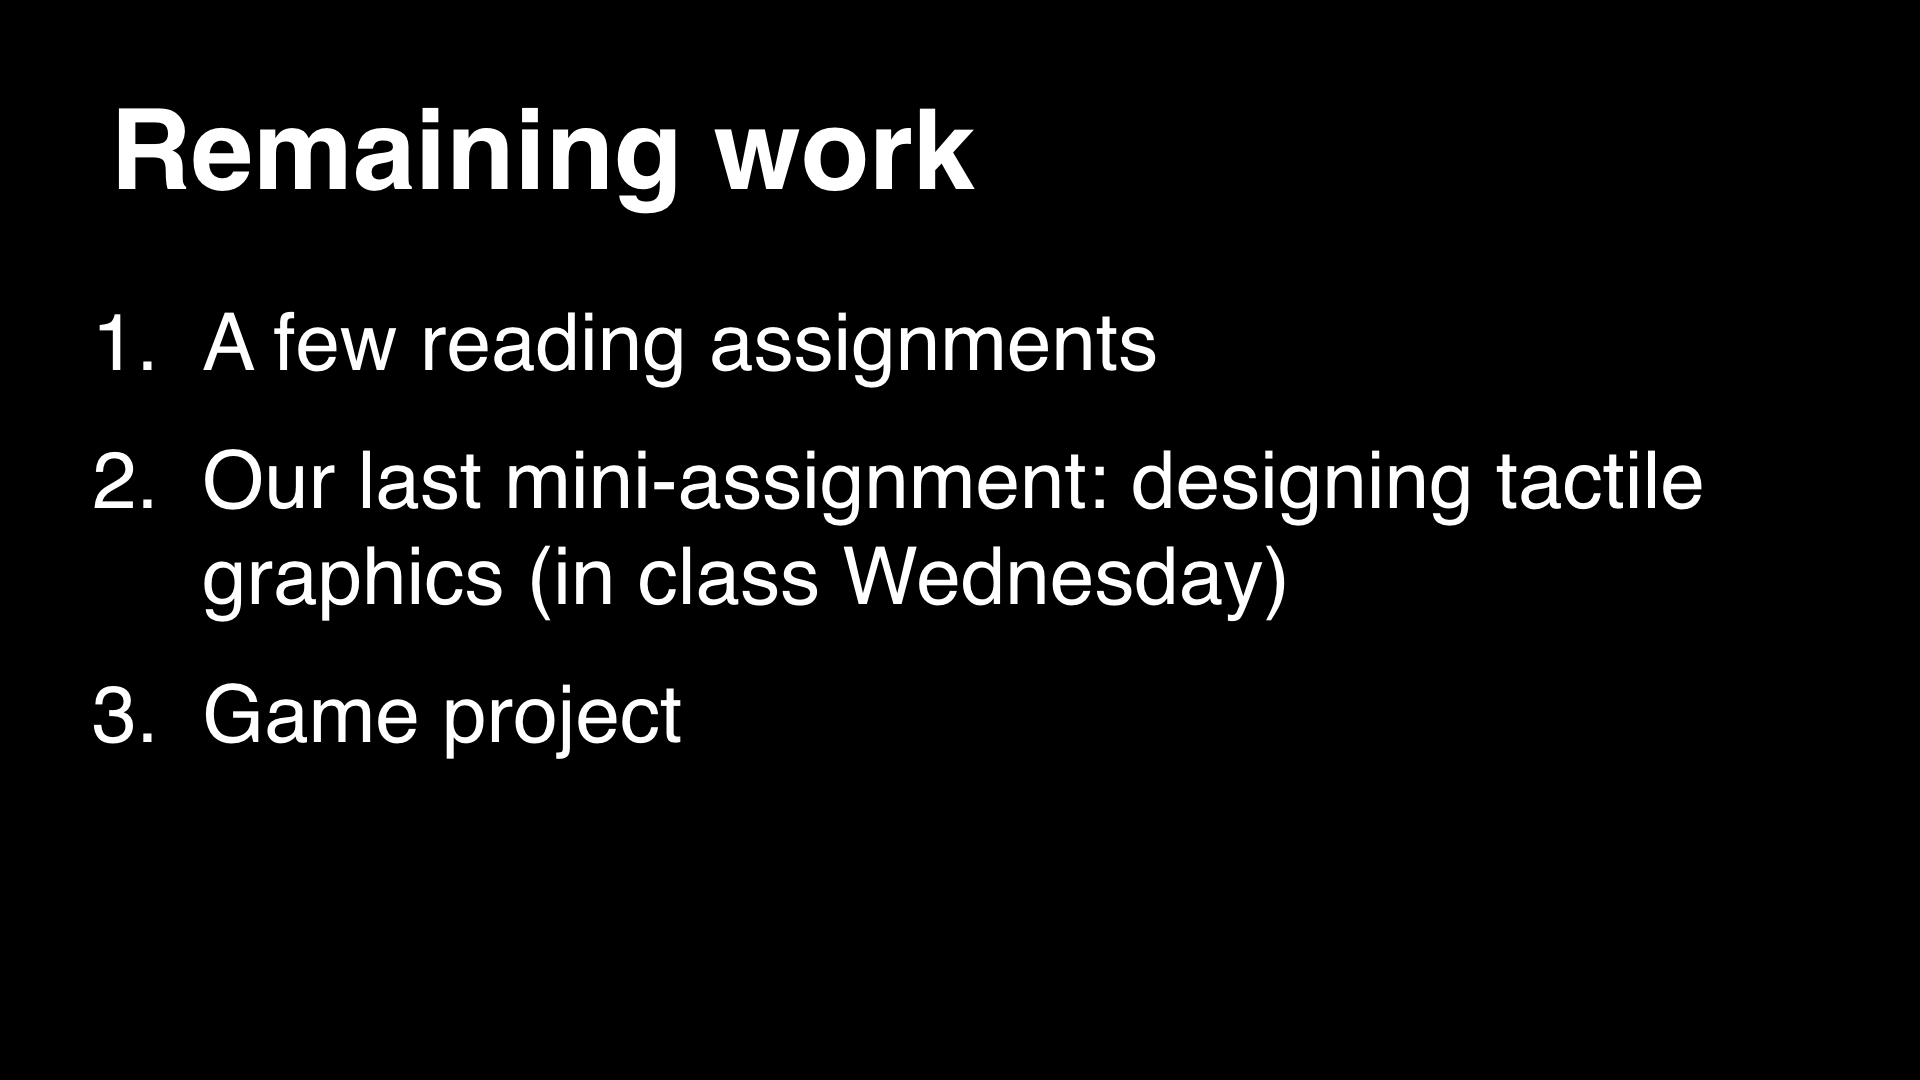 Remaining work
1. A few reading assignments
2. Our last mini-assignment: designing tactile
graphics (in class Wednesday)
3. Game project